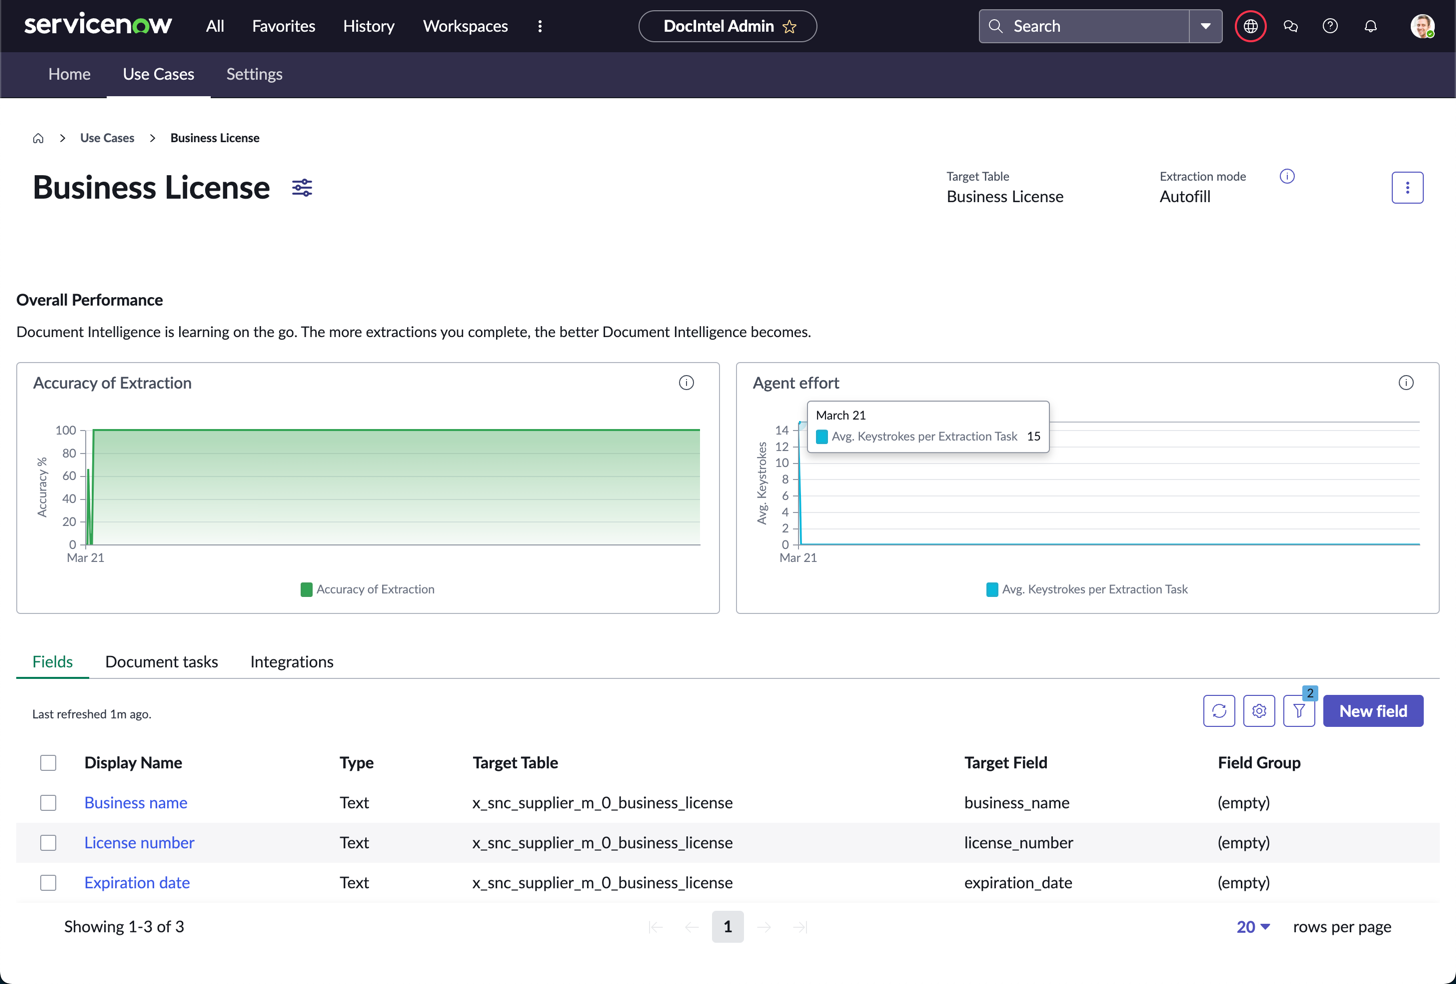 servicenow All Favorites History Workspaces DocIntel Admin Search
Home Use Cases Settings
Use Cases Business License
Business License
Target Table Extraction mode
Business License Autofill
Overall Performance
Document Intelligence is learning on the go. The more extractions you complete, the better Document Intelligence becomes.
Accuracy of Extraction
100
80
60
40
20
0
Accuracy %
Mar 21
Accuracy of Extraction
Agent effort
March 21
Avg. Keystrokes per Extraction Task 15
14
12
10
8
6
4
2
0
Avg. Keystrokes
Mar 21
Avg. Keystrokes per Extraction Task
Fields Document tasks Integrations
Last refreshed 1m ago. 2 New field
Display Name Type Target Table Target Field Field Group
Business name Text x_snc_supplier_m_0_business_license business_name (empty)
License number Text x_snc_supplier_m_0_business_license license_number (empty)
Expiration date Text x_snc_supplier_m_0_business_license expiration_date (empty)
Showing 1-3 of 3 1 20 rows per page